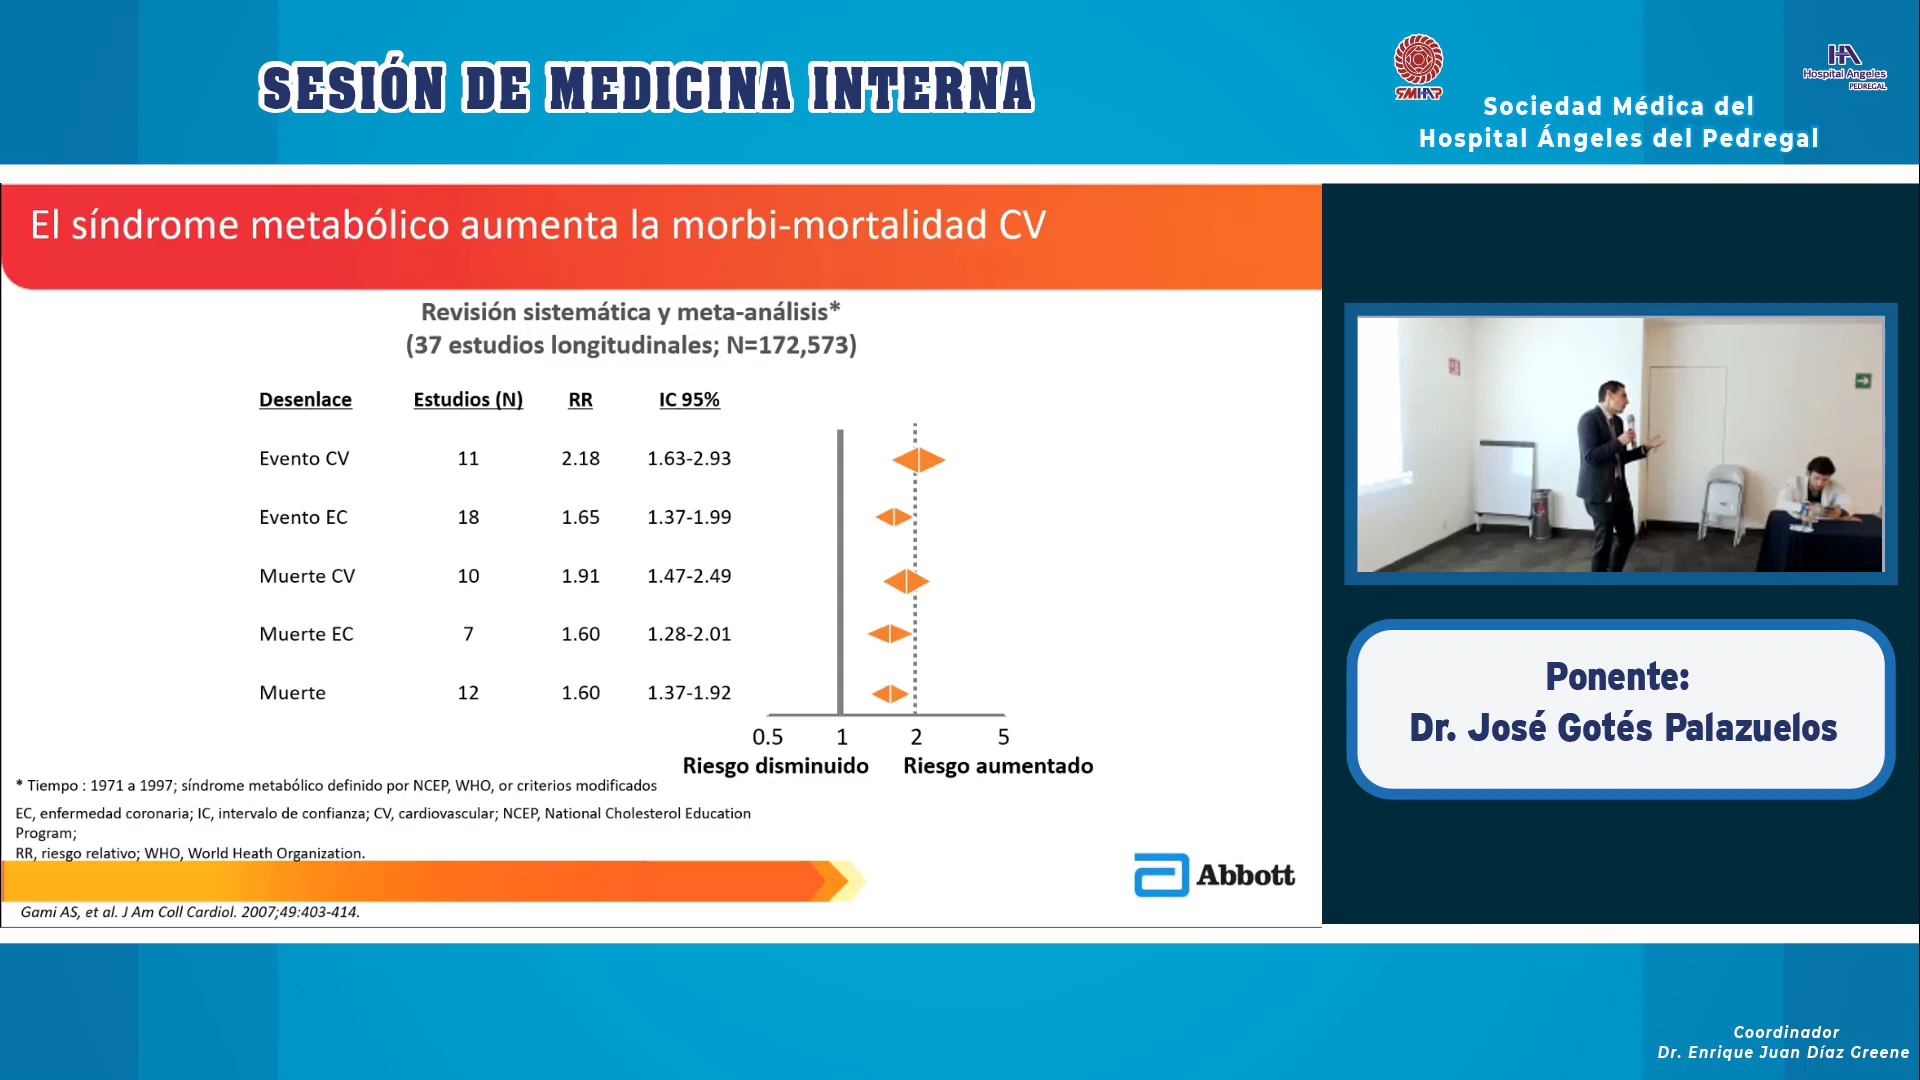 SESIÓN DE MEDICINA INTERNA
SMHAP
Sociedad Médica del
Hospital Ángeles del Pedregal
HA
Hospital Angeles
PEDREGAL
El síndrome metabólico aumenta la morbi-mortalidad CV
Revisión sistemática y meta-análisis*
(37 estudios longitudinales; N=172,573)
Desenlace Estudios (N) RR IC 95%
Evento CV 11 2.18 1.63-2.93
Evento EC 18 1.65 1.37-1.99
Muerte CV 10 1.91 1.47-2.49
Muerte EC 7 1.60 1.28-2.01
Muerte 12 1.60 1.37-1.92
0.5 1 2 5
Riesgo disminuido Riesgo aumentado
* Tiempo : 1971 a 1997; síndrome metabólico definido por NCEP, WHO, or criterios modificados
EC, enfermedad coronaria; IC, intervalo de confianza; CV, cardiovascular; NCEP, National Cholesterol Education
Program;
RR, riesgo relativo; WHO, World Heath Organization.
Abbott
Gami AS, et al. J Am Coll Cardiol. 2007;49:403-414.
Ponente:
Dr. José Gotés Palazuelos
Coordinador
Dr. Enrique Juan Díaz Greene